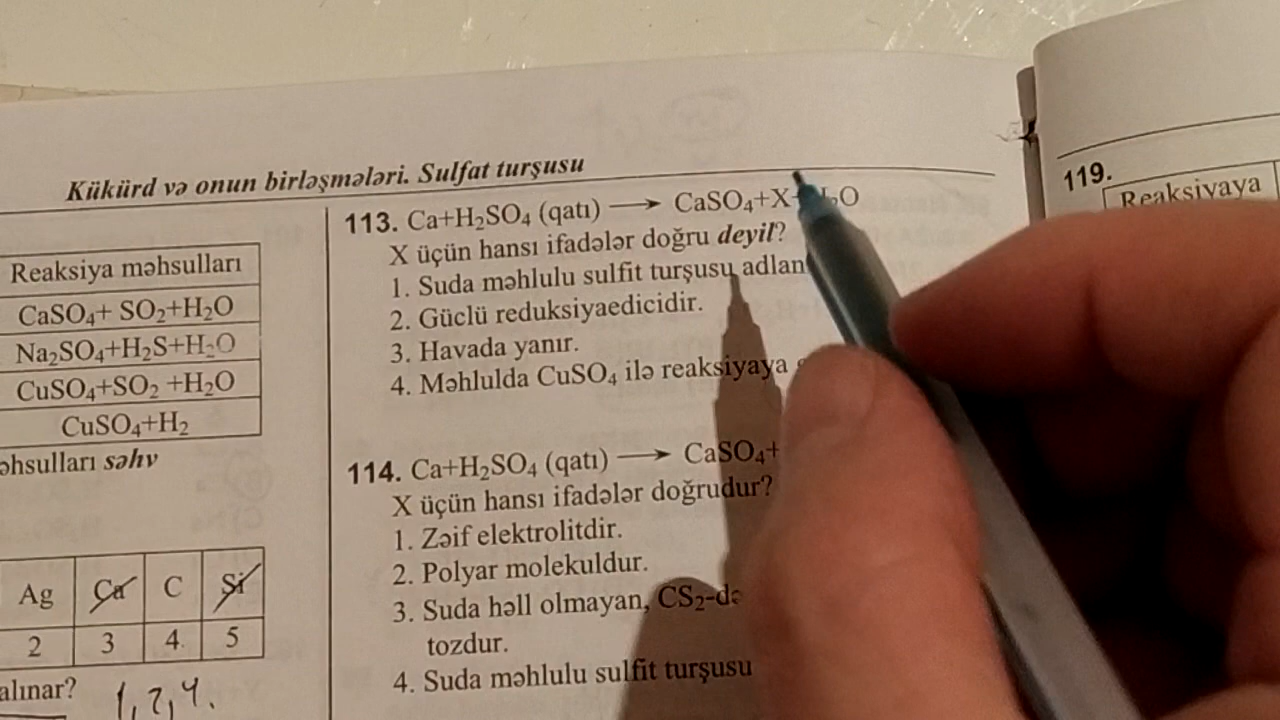 Kükürd və onun birləşmələri. Sulfat turşusu
Reaksiya məhsulları
CaSO₄+ SO₂+H₂O
Na₂SO₄+H₂S+H₂O
CuSO₄+SO₂ +H₂O
CuSO₄+H₂
əhsulları səhv
Ag Ca C Si
2 3 4. 5
alınar? 1,2,4.
113. Ca+H₂SO₄ (qatı) ⟶ CaSO₄+X+H₂O
X üçün hansı ifadələr doğru deyil?
1. Suda məhlulu sulfit turşusu adlan
2. Güclü reduksiyaedicidir.
3. Havada yanır.
4. Məhlulda CuSO₄ ilə reaksiyaya
114. Ca+H₂SO₄ (qatı) ⟶ CaSO₄+
X üçün hansı ifadələr doğrudur?
1. Zəif elektrolitdir.
2. Polyar molekuldur.
3. Suda həll olmayan, CS₂-də
tozdur.
4. Suda məhlulu sulfit turşusu
119.
Reaksiyaya